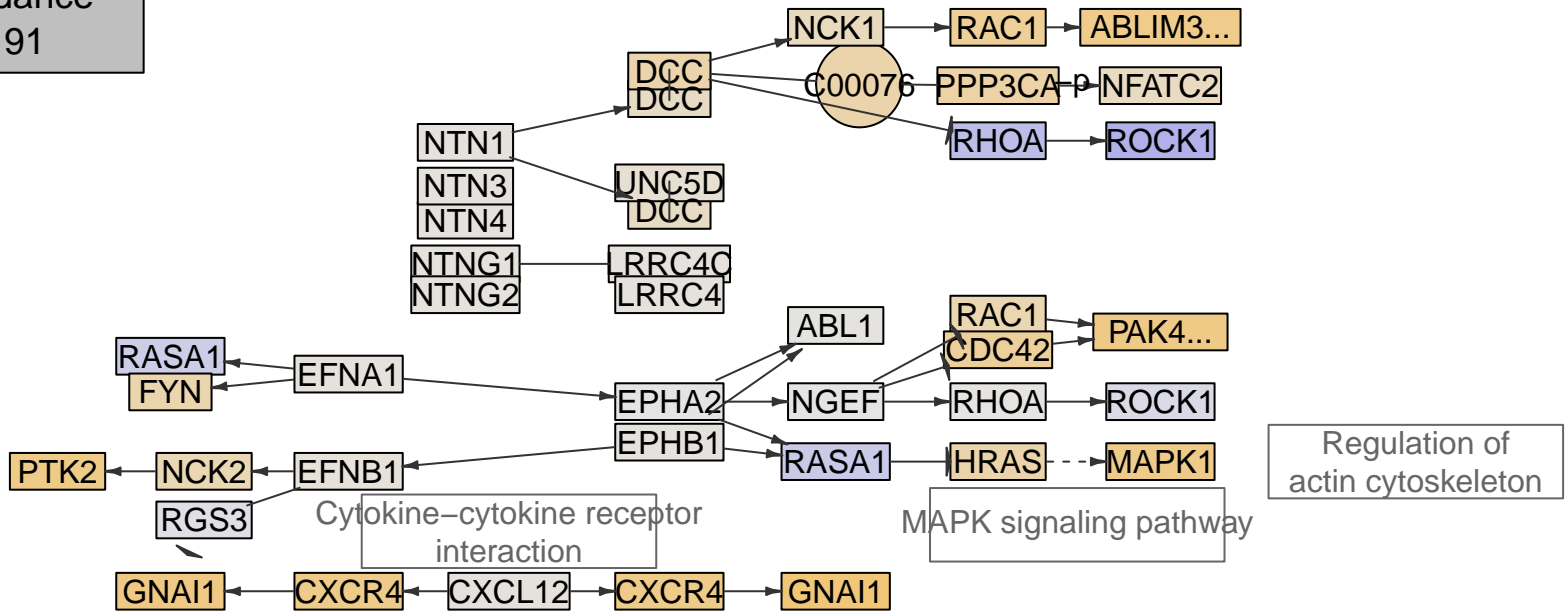 91
NCK1
RAC1
ABLIM3...
DCC
DCC
C00076
PPP3CA
+p
NFATC2
NTN1
RHOA
ROCK1
NTN3
UNC5D
NTN4
DCC
NTNG1
LRRC4C
NTNG2
LRRC4
RAC1
ABL1
PAK4...
RASA1
CDC42
EFNA1
FYN
EPHA2
NGEF
RHOA
ROCK1
EPHB1
Regulation of
actin cytoskeleton
PTK2
NCK2
EFNB1
RASA1
HRAS
MAPK1
RGS3
Cytokine−cytokine receptor
interaction
MAPK signaling pathway
GNAI1
CXCR4
CXCL12
CXCR4
GNAI1